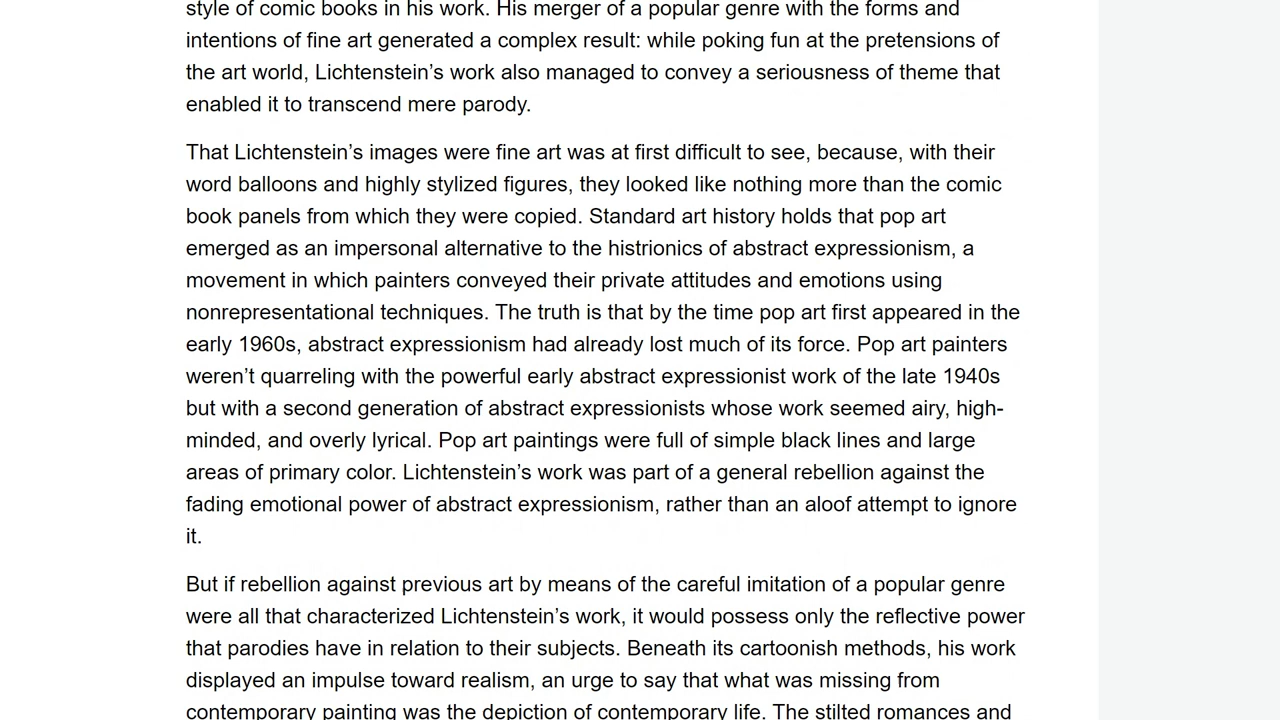 style of comic books in his work. His merger of a popular genre with the forms and
intentions of fine art generated a complex result: while poking fun at the pretensions of
the art world, Lichtenstein’s work also managed to convey a seriousness of theme that
enabled it to transcend mere parody.
That Lichtenstein’s images were fine art was at first difficult to see, because, with their
word balloons and highly stylized figures, they looked like nothing more than the comic
book panels from which they were copied. Standard art history holds that pop art
emerged as an impersonal alternative to the histrionics of abstract expressionism, a
movement in which painters conveyed their private attitudes and emotions using
nonrepresentational techniques. The truth is that by the time pop art first appeared in the
early 1960s, abstract expressionism had already lost much of its force. Pop art painters
weren’t quarreling with the powerful early abstract expressionist work of the late 1940s
but with a second generation of abstract expressionists whose work seemed airy, high-
minded, and overly lyrical. Pop art paintings were full of simple black lines and large
areas of primary color. Lichtenstein’s work was part of a general rebellion against the
fading emotional power of abstract expressionism, rather than an aloof attempt to ignore
it.
But if rebellion against previous art by means of the careful imitation of a popular genre
were all that characterized Lichtenstein’s work, it would possess only the reflective power
that parodies have in relation to their subjects. Beneath its cartoonish methods, his work
displayed an impulse toward realism, an urge to say that what was missing from
contemporary painting was the depiction of contemporary life. The stilted romances and